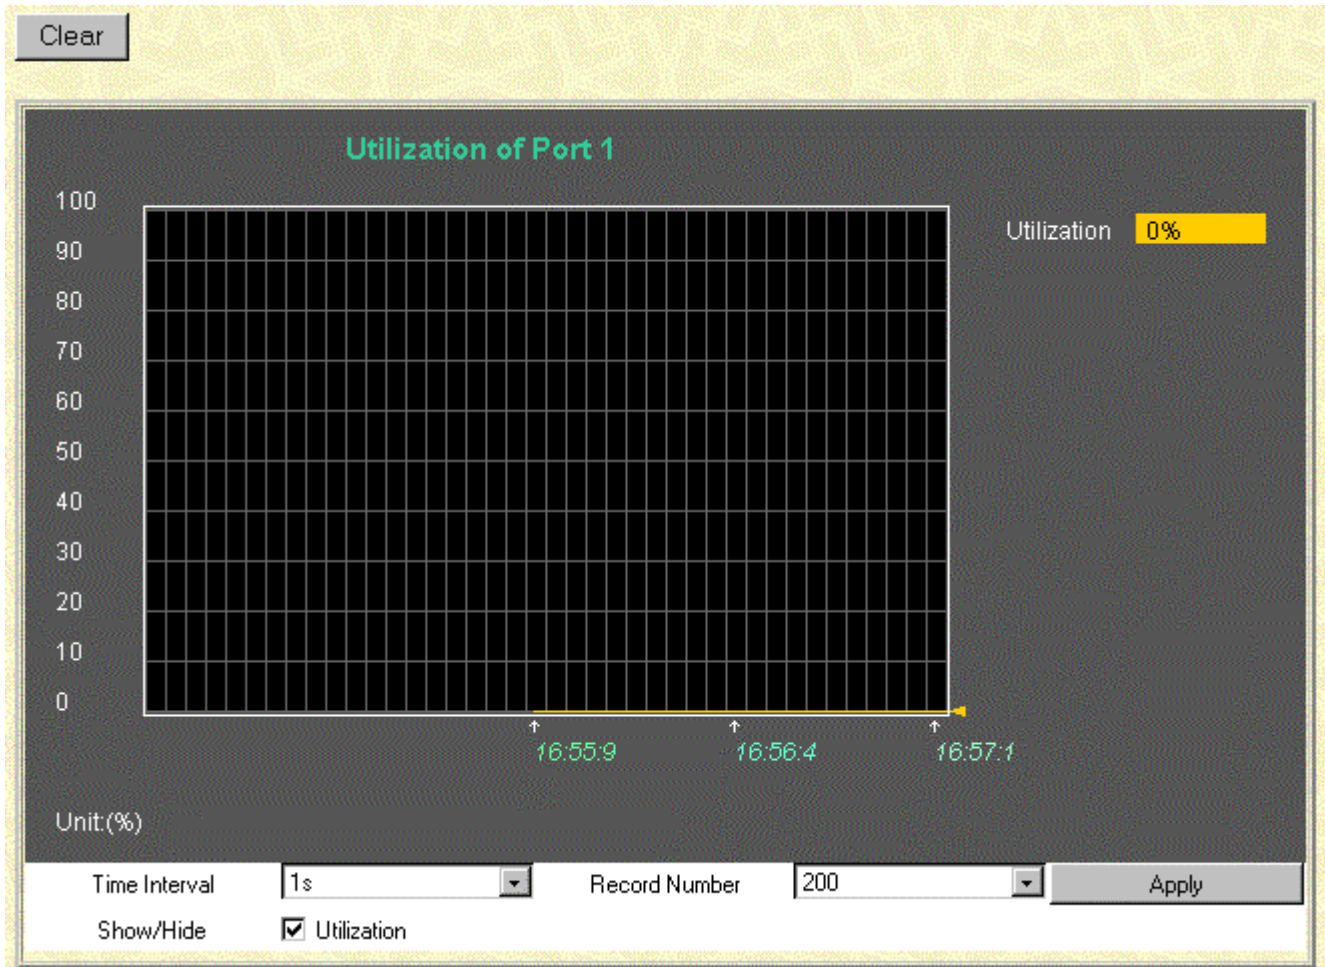 Clear
Utilization of Port 1
100
Utilization 0%
90
80
70
60
50
40
30
20
10
0
16:55:9 16:56:4 16:57:1
Unit:(%)
Time Interval 1s Record Number 200 Apply
Show/Hide Utilization